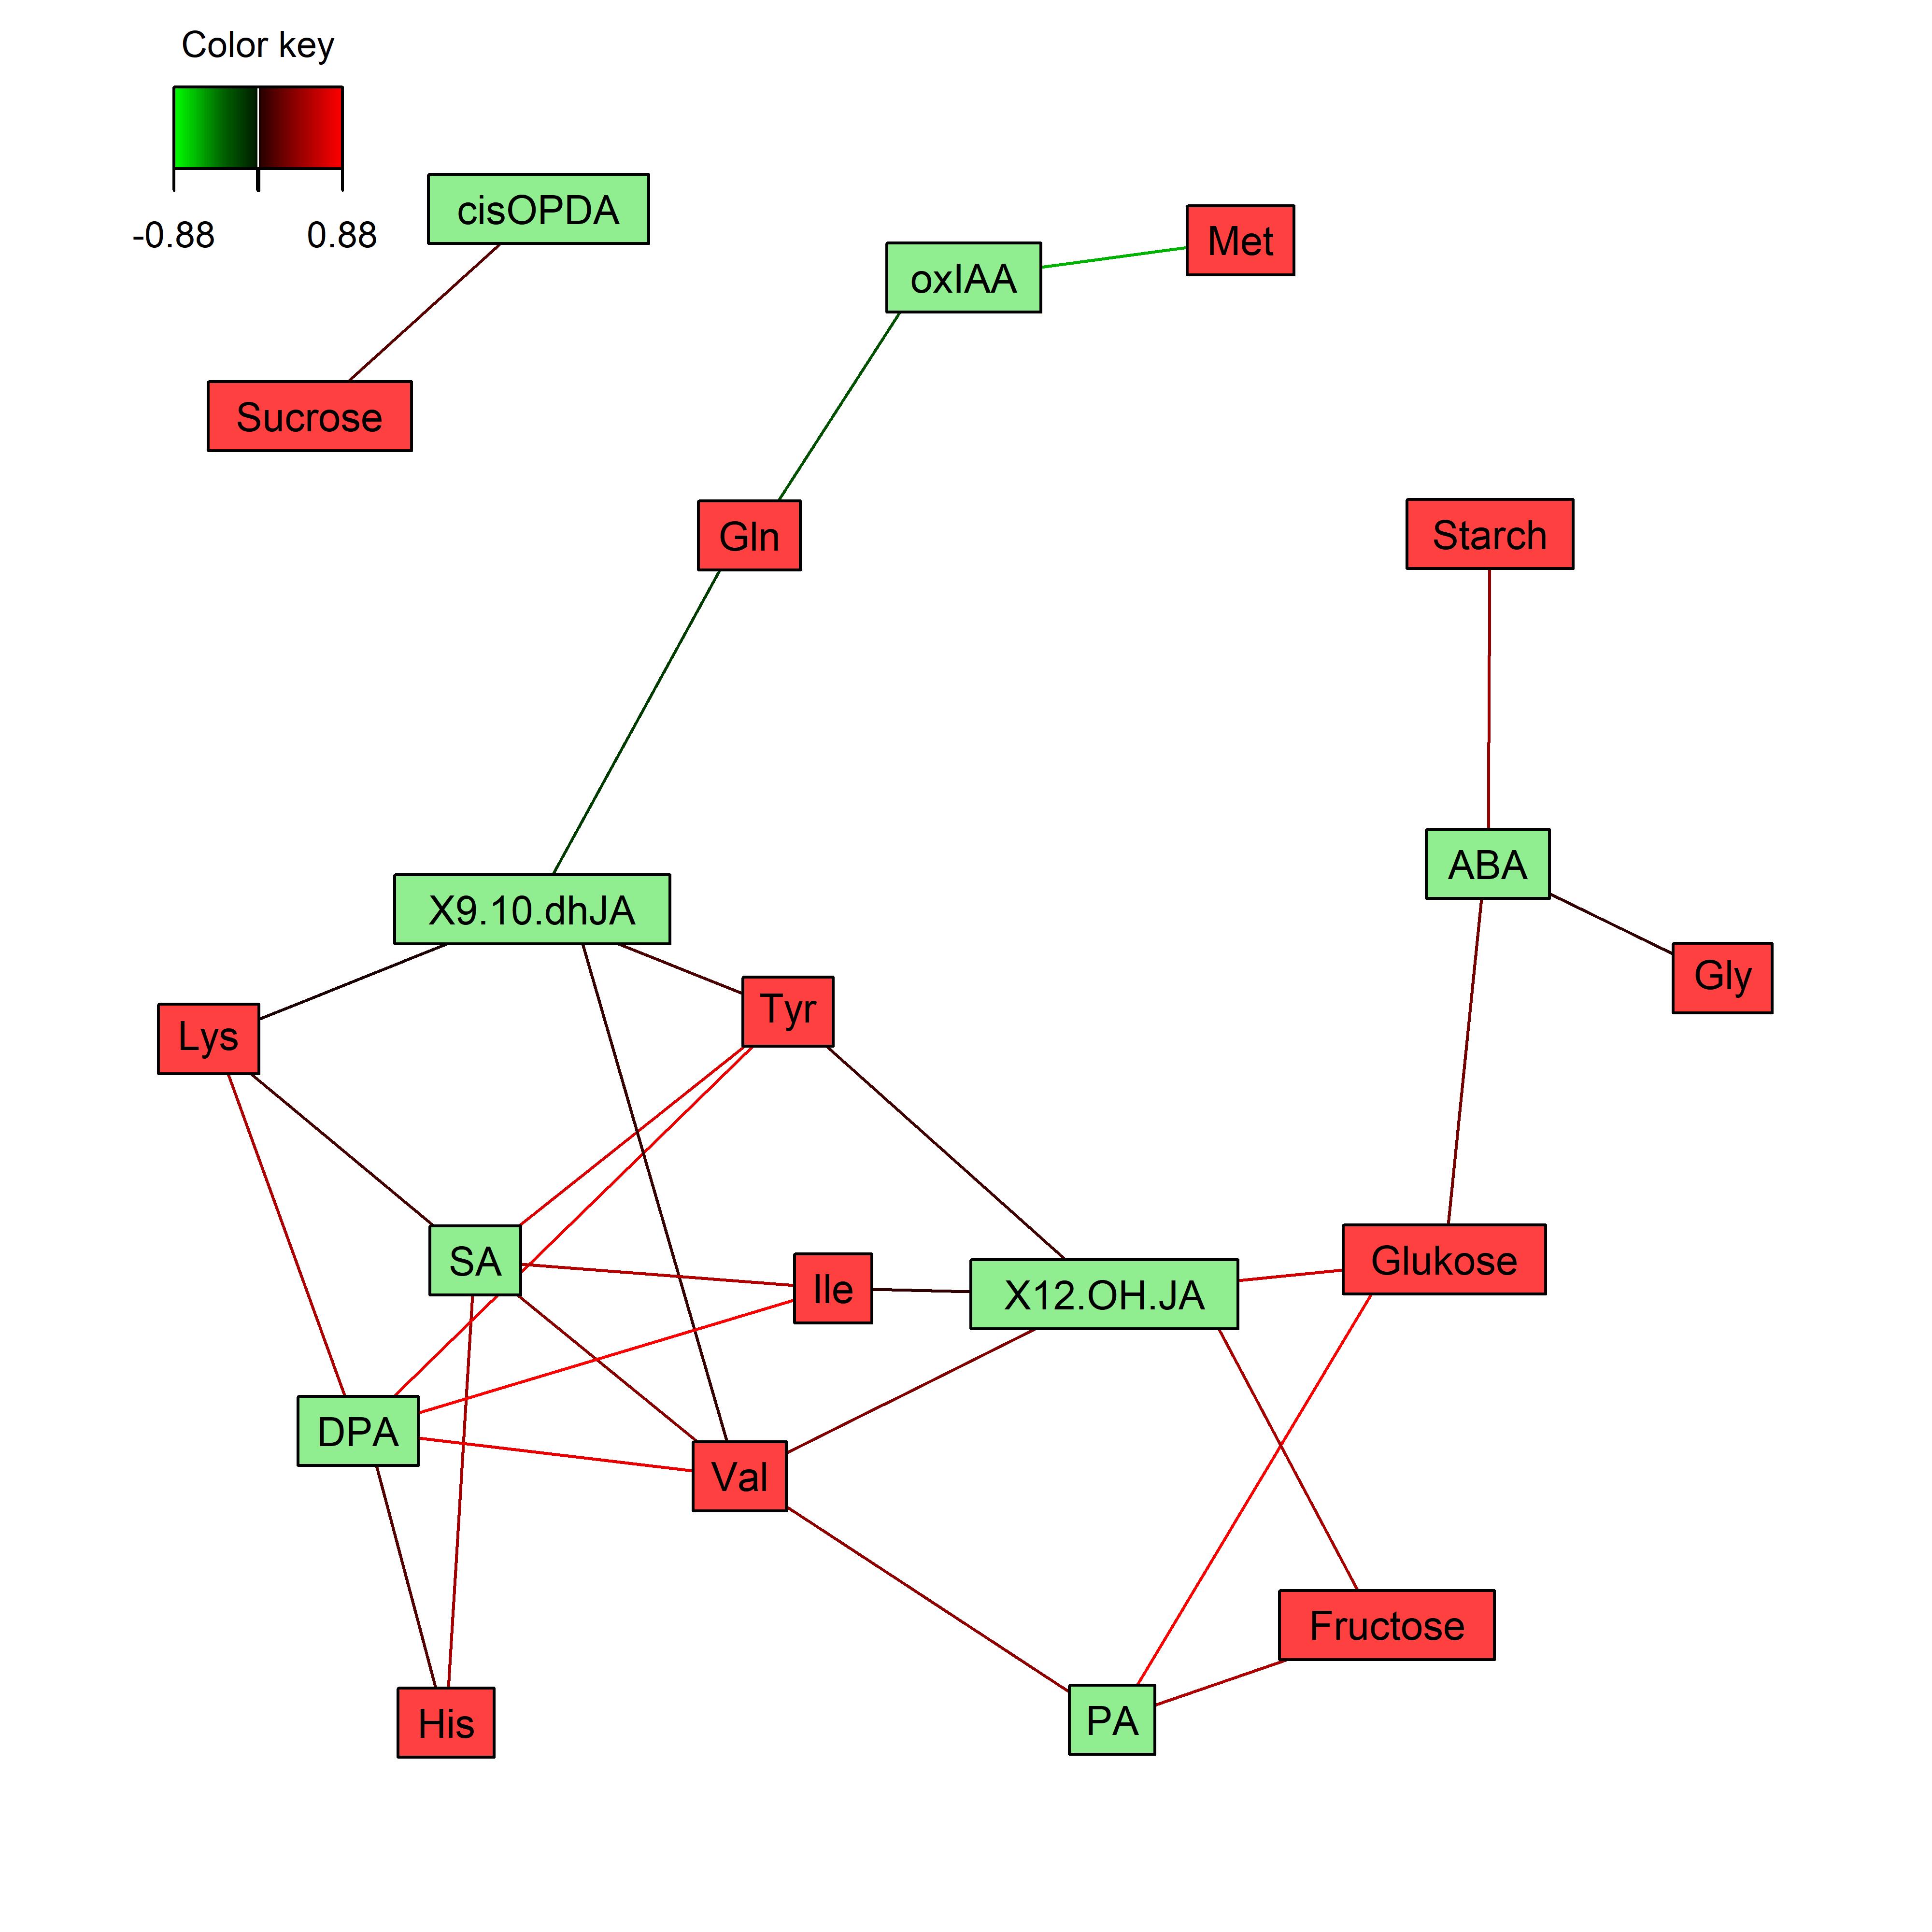 Color key
-0.88 0.88
cisOPDA
Met
oxIAA
Sucrose
Gln
Starch
ABA
X9.10.dhJA
Gly
Tyr
Lys
SA
Glukose
Ile
X12.OH.JA
DPA
Val
Fructose
PA
His